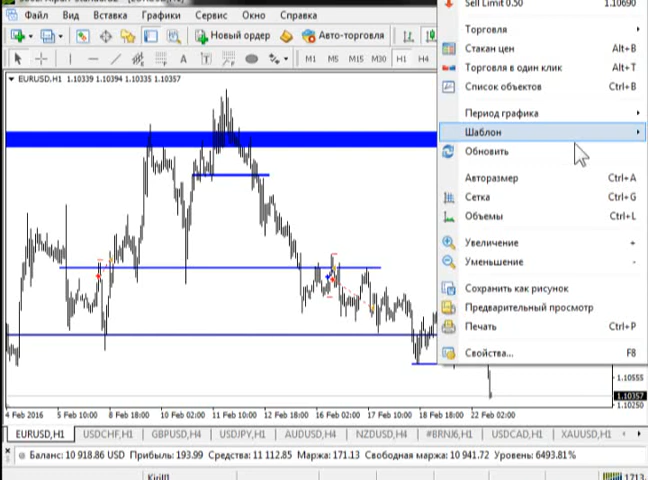 Файл Вид Вставка Графики Сервис Окно Справка
Новый ордер Авто-торговля
M1 M5 M15 M30 H1 H4
EURUSD,H1 1.10339 1.10394 1.10335 1.10357
Sell Limit 0.50 1.10690
Торговля
Стакан цен Alt+B
Торговля в один клик Alt+T
Список объектов Ctrl+B
Период графика
Шаблон
Обновить
Авторазмер Ctrl+A
Сетка Ctrl+G
Объемы Ctrl+L
Увеличение +
Уменьшение -
Сохранить как рисунок
Предварительный просмотр
Печать Ctrl+P
Свойства... F8
1.10555
1.10357
1.10250
4 Feb 2016 5 Feb 10:00 8 Feb 18:00 10 Feb 02:00 11 Feb 10:00 12 Feb 18:00 16 Feb 02:00 17 Feb 10:00 18 Feb 18:00 22 Feb 02:00
EURUSD,H1 USDCHF,H1 GBPUSD,H4 USDJPY,H1 AUDUSD,H4 NZDUSD,H4 #BRNJ6,H1 USDCAD,H1 XAUUSD,H1
Баланс: 10 918.86 USD Прибыль: 193.99 Средства: 11 112.85 Маржа: 171.13 Свободная маржа: 10 941.72 Уровень: 6493.81%
Kirill1